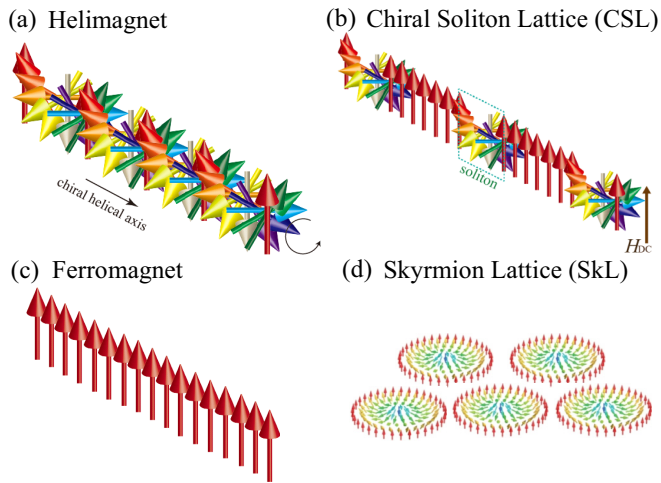 (a) Helimagnet
(b) Chiral Soliton Lattice (CSL)
chiral helical axis
soliton
HDC
(c) Ferromagnet
(d) Skyrmion Lattice (SkL)